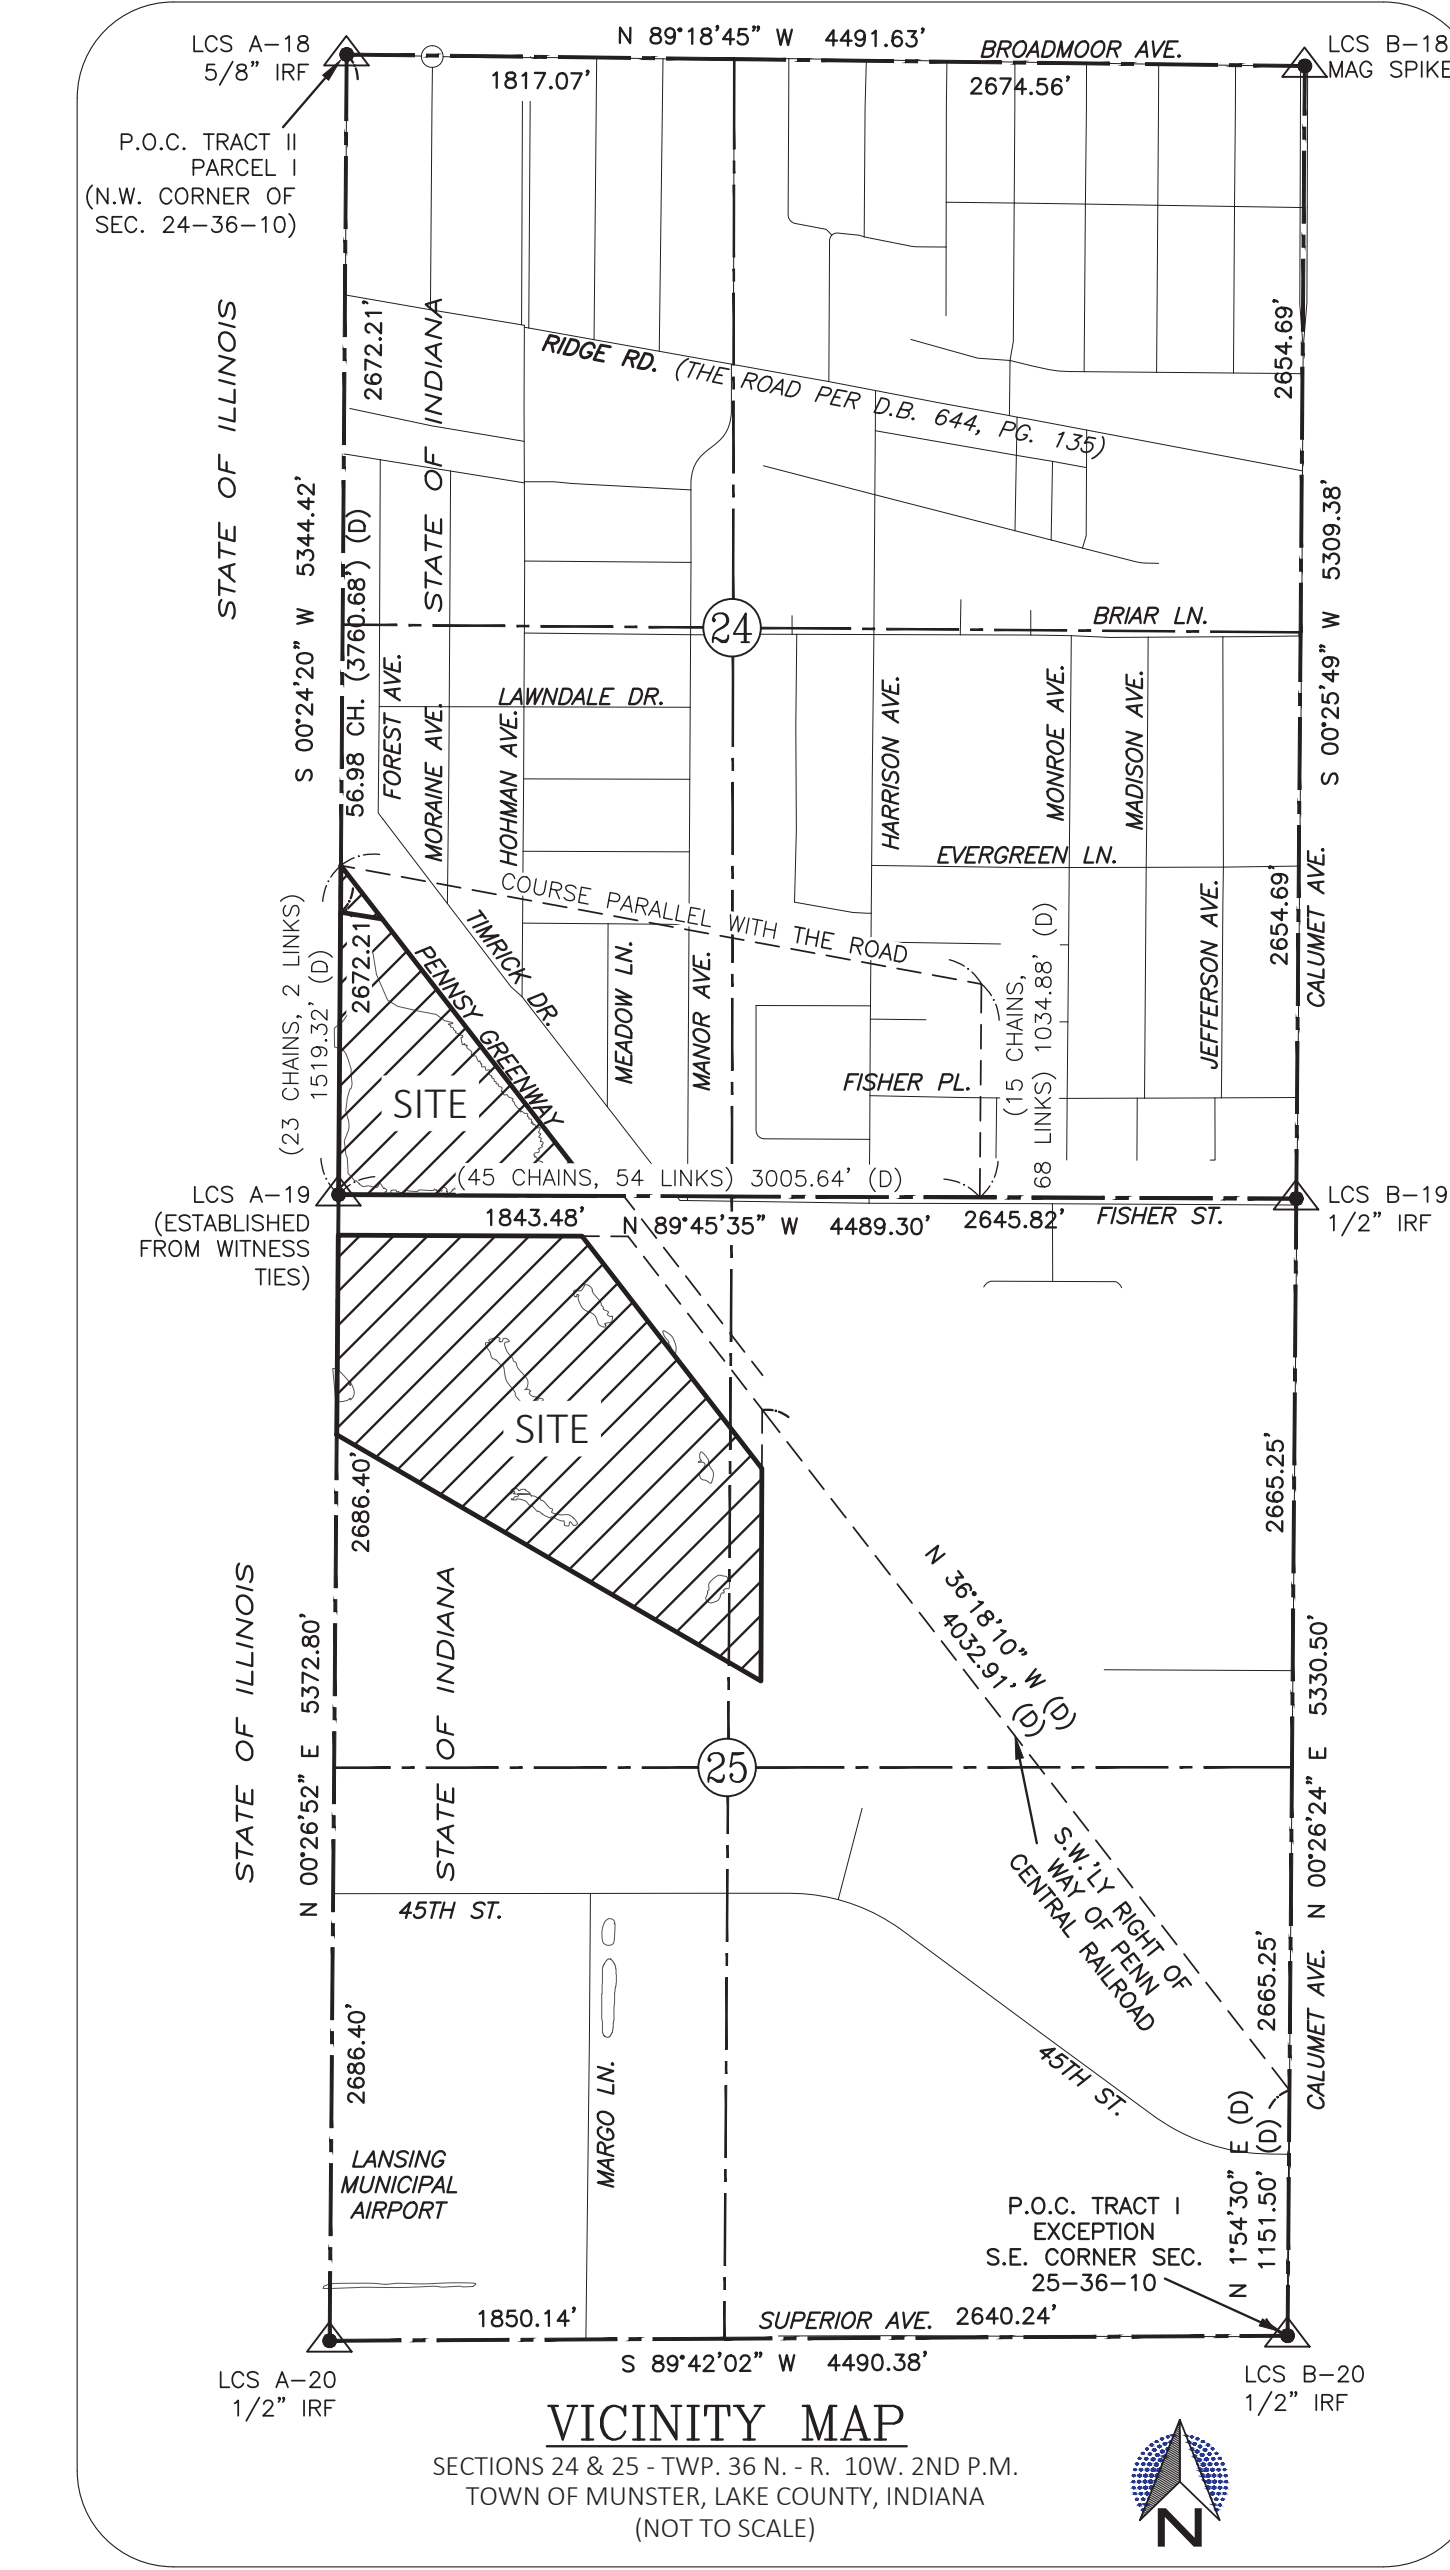 N 89°18'45" W 4491.63'
BROADMOOR AVE.
LCS A-18
5/8" IRF
1817.07'
2674.56'
LCS B-18
MAG SPIKE
P.O.C. TRACT II
PARCEL I
(N.W. CORNER OF
SEC. 24-36-10)
STATE OF ILLINOIS
2672.21'
STATE OF INDIANA
RIDGE RD. (THE ROAD PER D.B. 644, PG. 135)
2654.69'
S 00°24'20" W 5344.42'
56.98 CH. (3760.68') (D)
S 00°25'49" W 5309.38'
24
BRIAR LN.
FOREST AVE.
LAWNDALE DR.
MORAINE AVE.
HOHMAN AVE.
HARRISON AVE.
MONROE AVE.
MADISON AVE.
EVERGREEN LN.
CALUMET AVE.
COURSE PARALLEL WITH THE ROAD
(23 CHAINS, 2 LINKS)
1519.32' (D)
2672.21'
PENNSY GREENWAY
TIMRICK DR.
MEADOW LN.
MANOR AVE.
(15 CHAINS,
68 LINKS) 1034.88' (D)
2654.69'
JEFFERSON AVE.
FISHER PL.
SITE
(45 CHAINS, 54 LINKS) 3005.64' (D)
LCS A-19
(ESTABLISHED
FROM WITNESS
TIES)
1843.48'
N 89°45'35" W 4489.30'
2645.82'
FISHER ST.
LCS B-19
1/2" IRF
SITE
2686.40'
2665.25'
STATE OF ILLINOIS
STATE OF INDIANA
N 00°26'52" E 5372.80'
N 36°18'10" W (D)
4032.91' (D)
N 00°26'24" E 5330.50'
25
S.W.'LY RIGHT OF
WAY OF PENN
CENTRAL RAILROAD
45TH ST.
2665.25'
CALUMET AVE.
2686.40'
MARGO LN.
45TH ST.
LANSING
MUNICIPAL
AIRPORT
N 1°54'30" E (D)
1151.50' (D)
P.O.C. TRACT I
EXCEPTION
S.E. CORNER SEC.
25-36-10
1850.14'
SUPERIOR AVE.
2640.24'
S 89°42'02" W 4490.38'
LCS A-20
1/2" IRF
LCS B-20
1/2" IRF
VICINITY MAP
SECTIONS 24 & 25 - TWP. 36 N. - R. 10W. 2ND P.M.
TOWN OF MUNSTER, LAKE COUNTY, INDIANA
(NOT TO SCALE)
N